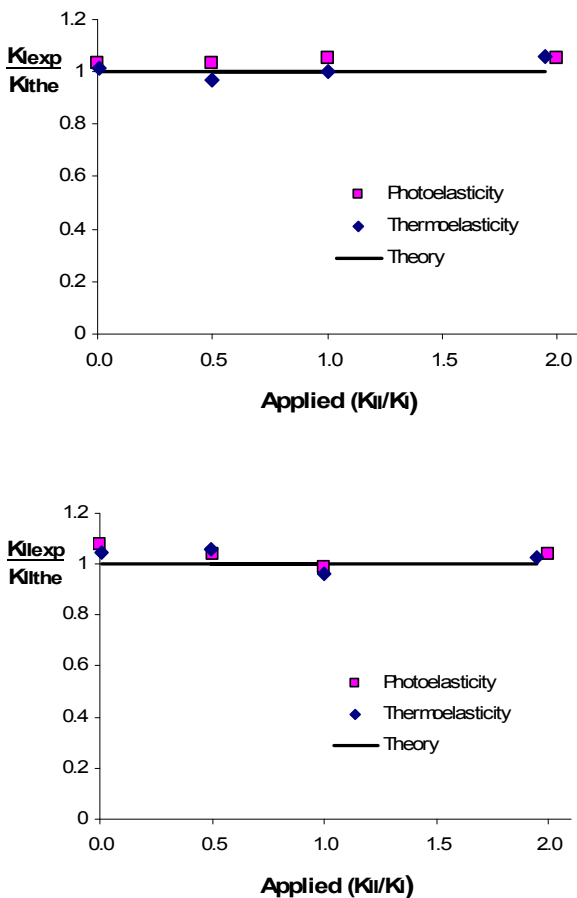 1.2
KIexp
KIthe
1
0.8
Photoelasticity
0.6
Thermoelasticity
0.4
Theory
0.2
0
0.0 0.5 1.0 1.5 2.0
Applied (KII/KI)
1.2
KIIexp
KIIthe
1
0.8
0.6
Photoelasticity
0.4
Thermoelasticity
Theory
0.2
0
0.0 0.5 1.0 1.5 2.0
Applied (KII/KI)